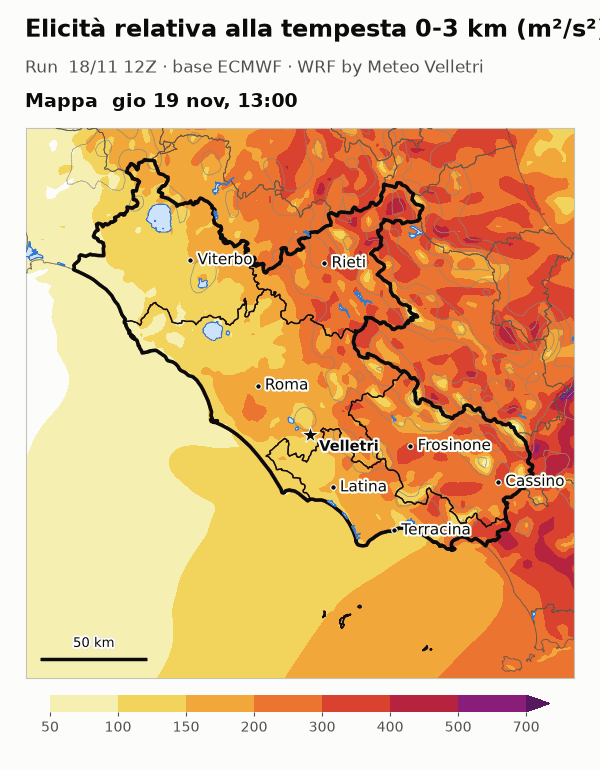 Elicità relativa alla tempesta 0-3 km (m²/s²)
Run 18/11 12Z · base ECMWF · WRF by Meteo Velletri
Mappa gio 19 nov, 13:00
Viterbo
Rieti
Roma
Velletri
Frosinone
Latina
Cassino
Terracina
50 km
50 100 150 200 300 400 500 700